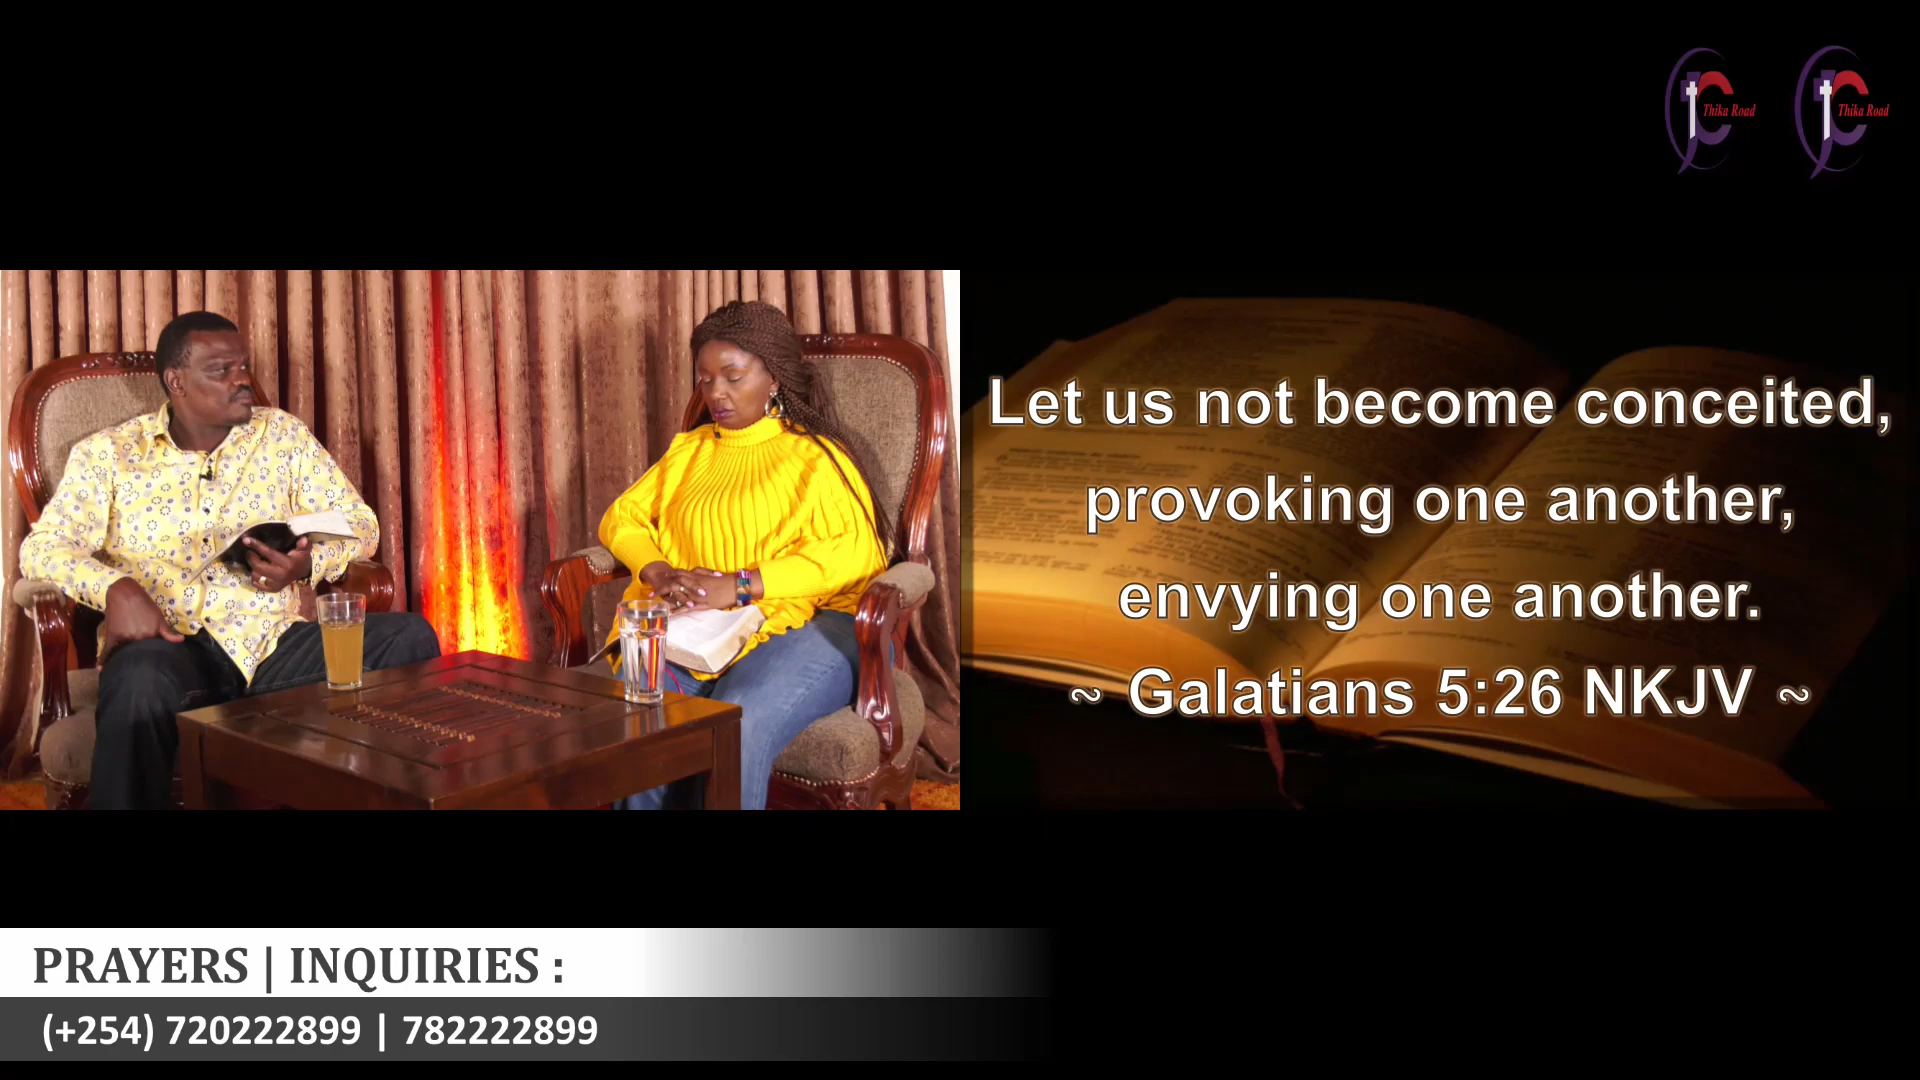 Thika Road
Thika Road
Let us not become conceited,
provoking one another,
envying one another.
~ Galatians 5:26 NKJV ~
PRAYERS | INQUIRIES :
(+254) 720222899 | 782222899